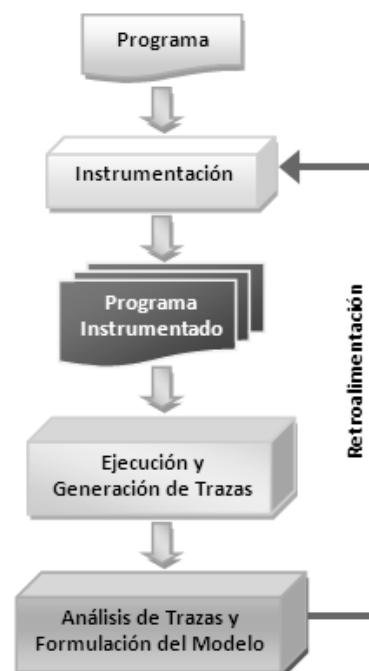 Programa
Instrumentación
Programa
Instrumentado
Retroalimentación
Ejecución y
Generación de Trazas
Análisis de Trazas y
Formulación del Modelo